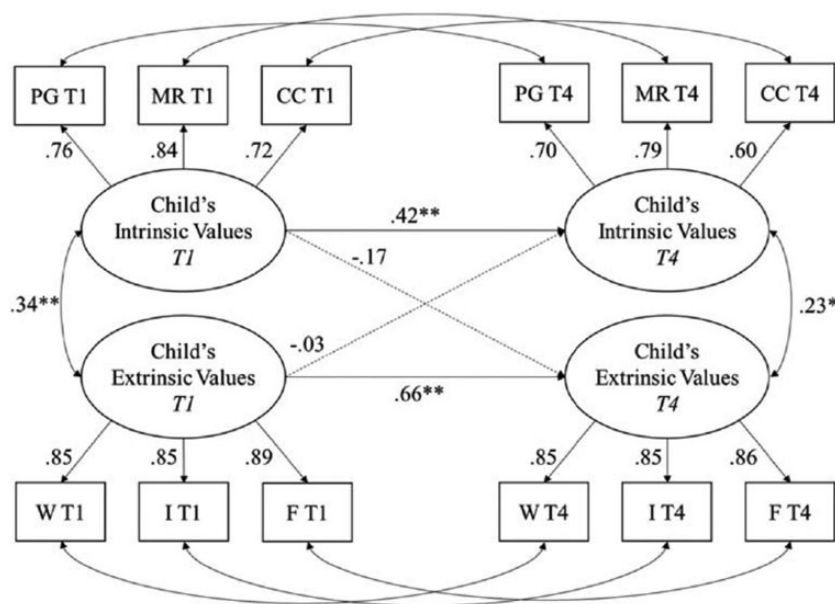 PG T1
MR T1
CC T1
PG T4
MR T4
CC T4
.76
.84
.72
.70
.79
.60
Child's
Intrinsic Values
T1
Child's
Intrinsic Values
T4
.42**
-.17
.34**
.23*
-.03
Child's
Extrinsic Values
T1
Child's
Extrinsic Values
T4
.66**
.85
.85
.89
.85
.85
.86
W T1
I T1
F T1
W T4
I T4
F T4